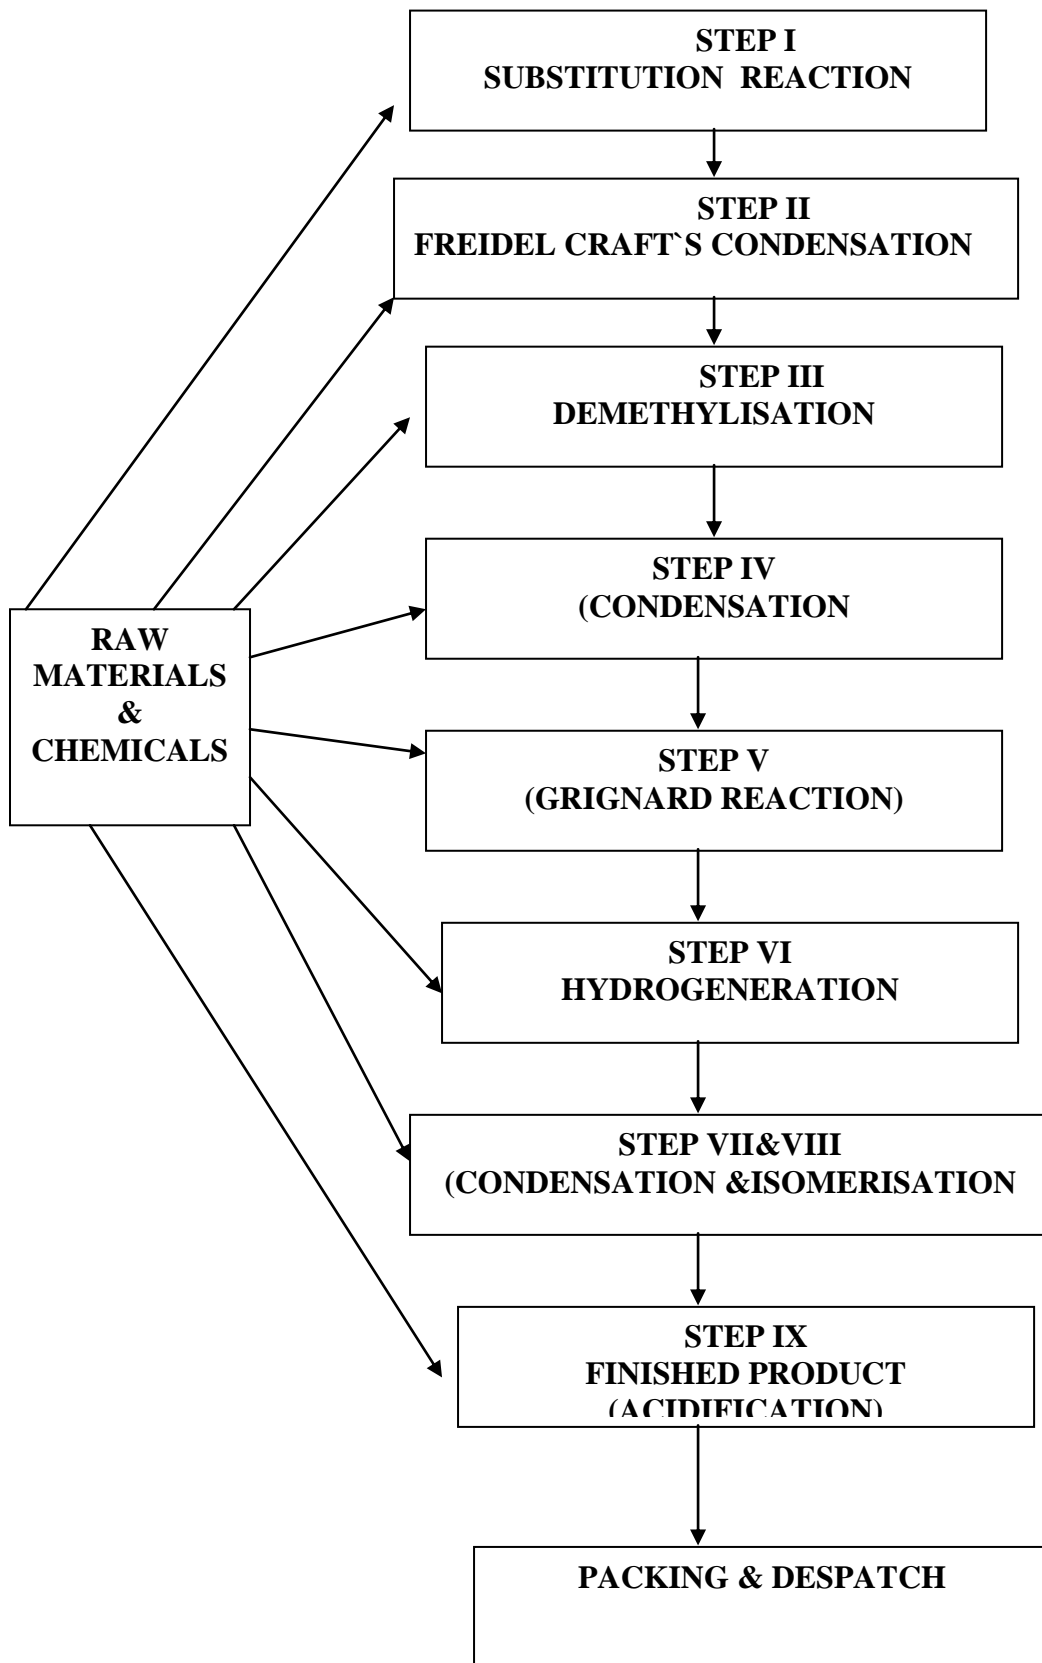 STEP I
SUBSTITUTION REACTION
STEP II
FREIDEL CRAFT`S CONDENSATION
STEP III
DEMETHYLISATION
STEP IV
(CONDENSATION
RAW
MATERIALS
&
CHEMICALS
STEP V
(GRIGNARD REACTION)
STEP VI
HYDROGENERATION
STEP VII&VIII
(CONDENSATION &ISOMERISATION
STEP IX
FINISHED PRODUCT
(ACIDIFICATION)
PACKING & DESPATCH